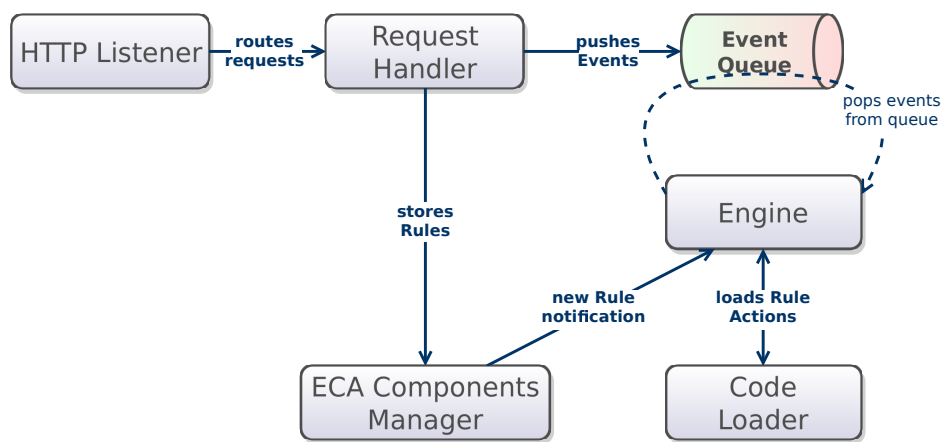 HTTP Listener
routes
requests
Request
Handler
pushes
Events
Event
Queue
pops events
from queue
Engine
stores
Rules
new Rule
notification
loads Rule
Actions
ECA Components
Manager
Code
Loader